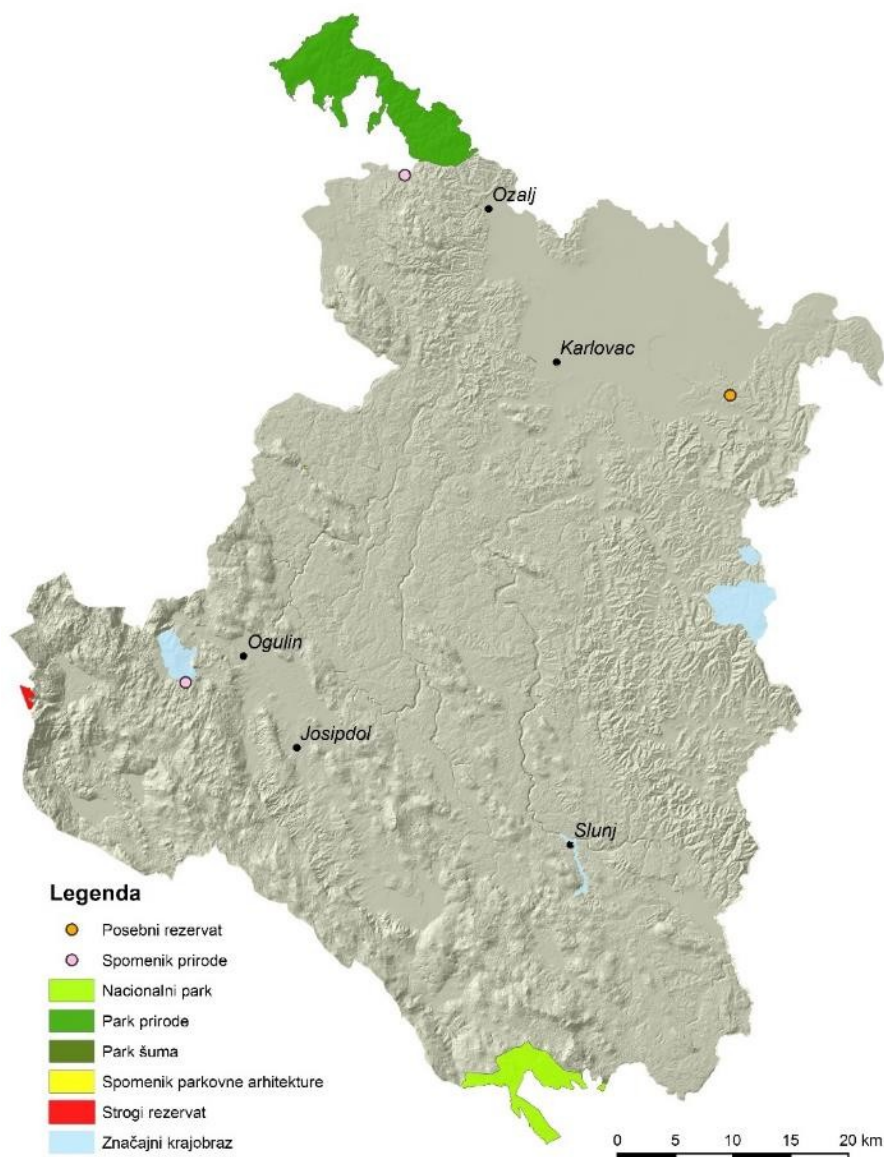 Ozalj
Karlovac
Ogulin
Josipdol
Slunj
Legenda
Posebni rezervat
Spomenik prirode
Nacionalni park
Park prirode
Park šuma
Spomenik parkovne arhitekture
Strogi rezervat
Značajni krajobraz
0 5 10 15 20 km